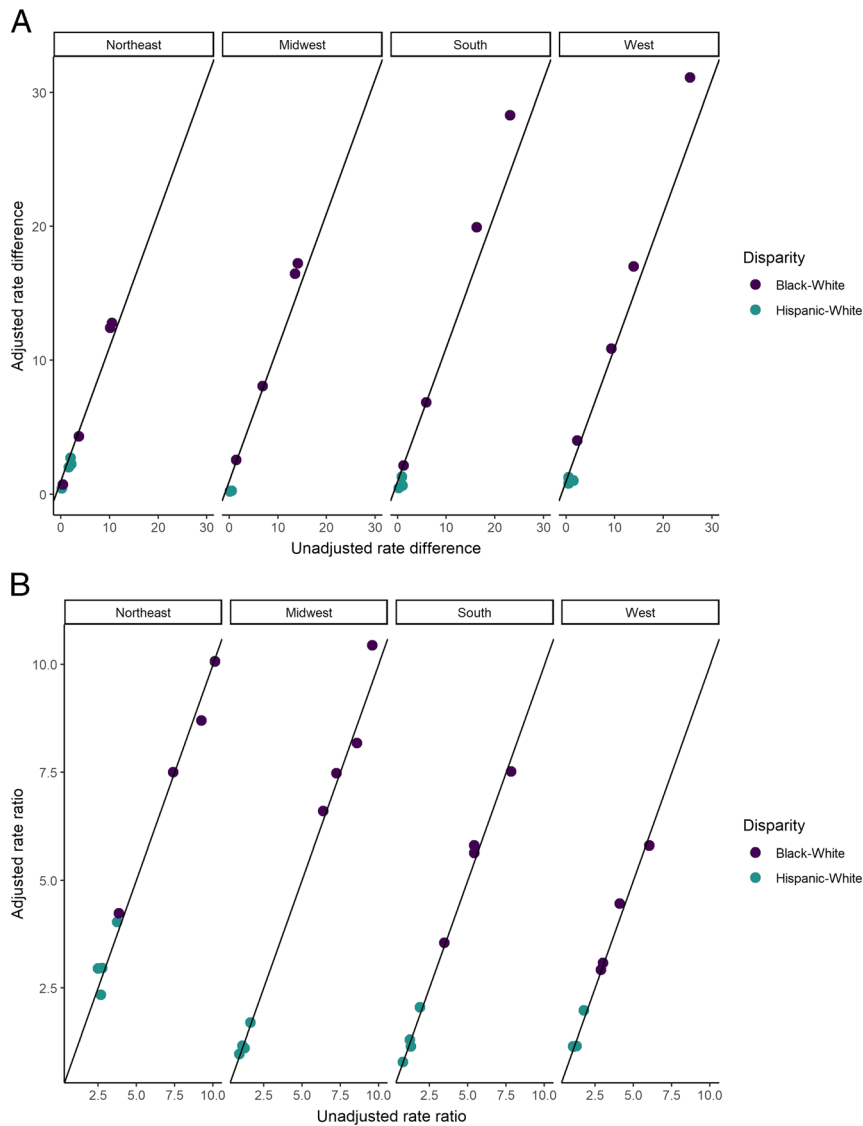 A
Northeast Midwest South West
30
20
10
0
0 10 20 30 0 10 20 30 0 10 20 30 0 10 20 30
Adjusted rate difference
Unadjusted rate difference
Disparity
Black-White
Hispanic-White
B
Northeast Midwest South West
10.0
7.5
5.0
2.5
2.5 5.0 7.5 10.0 2.5 5.0 7.5 10.0 2.5 5.0 7.5 10.0 2.5 5.0 7.5 10.0
Adjusted rate ratio
Unadjusted rate ratio
Disparity
Black-White
Hispanic-White